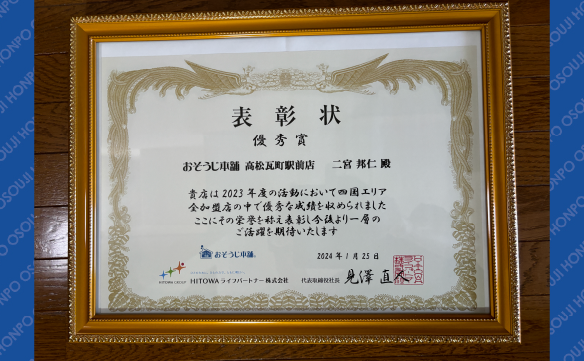 表彰状
優秀賞
おそうじ本舗 高松瓦町駅前店 二宮 邦仁 殿
貴店は2023年度の活動において四国エリア
全加盟店の中で優秀な成績を収められました
ここにその栄誉を称え表彰し今後より一層の
ご活躍を期待いたします
おそうじ本舗
2024年1月25日
HITOWA GROUP
HITOWA ライフパートナー株式会社
代表取締役社長 見澤 直人
OSOUJI HONPO
OSOUJI HONPO